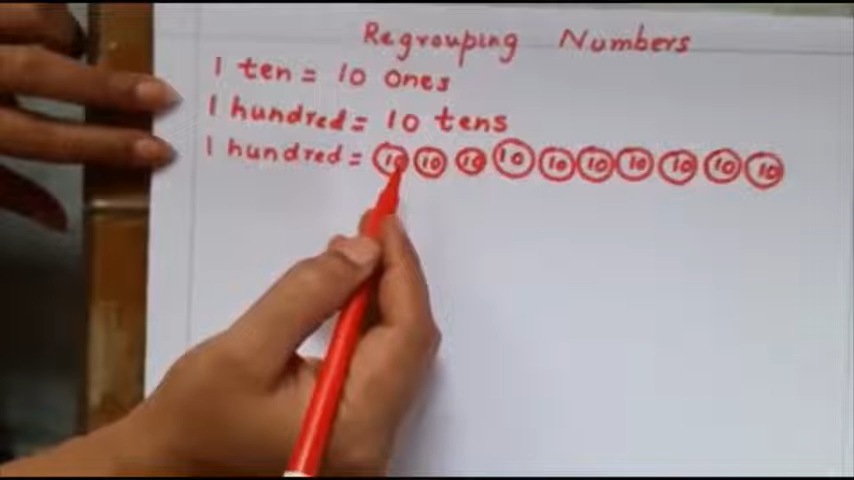 Regrouping Numbers
1 ten = 10 Ones
1 hundred = 10 tens
1 hundred = 10 10 10 10 10 10 10 10 10 10